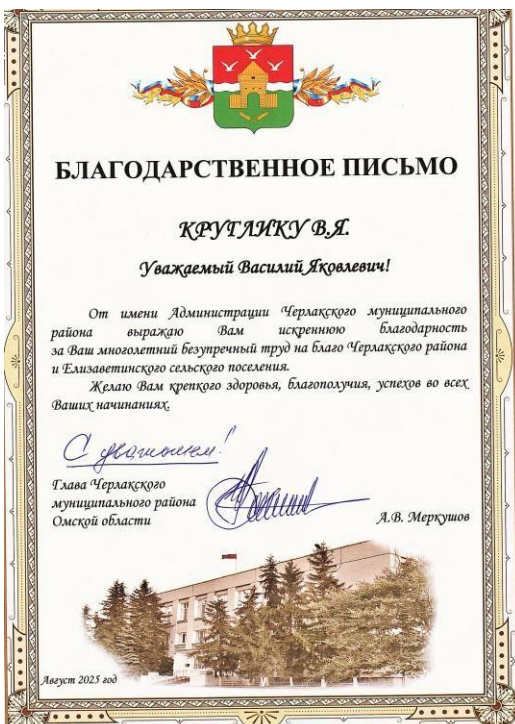 БЛАГОДАРСТВЕННОЕ ПИСЬМО
КРУГЛИКУ В.Я.
Уважаемый Василий Яковлевич!
От имени Администрации Черлакского муниципального
района выражаю Вам искреннюю благодарность
за Ваш многолетний безупречный труд на благо Черлакского района
и Елизаветинского сельского поселения.
Желаю Вам крепкого здоровья, благополучия, успехов во всех
Ваших начинаниях.
С уважением!
Глава Черлакского
муниципального района
Омской области
А.В. Меркушов
Август 2025 год